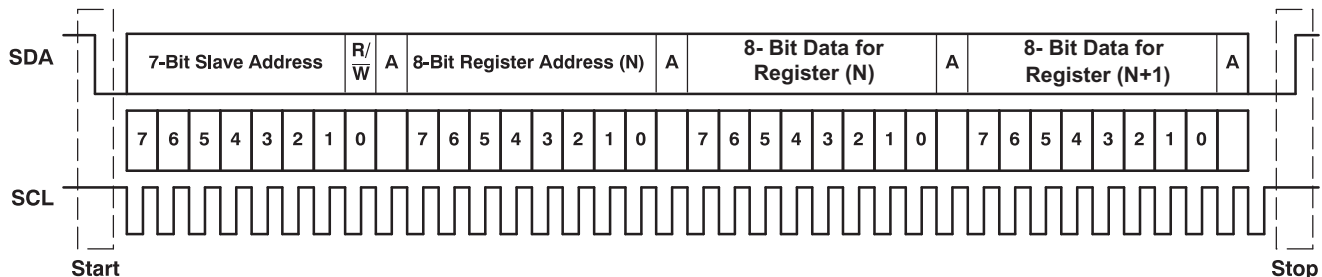 SDA
7-Bit Slave Address
R/
W
A
8-Bit Register Address (N)
A
8- Bit Data for
Register (N)
A
8- Bit Data for
Register (N+1)
A
7 6 5 4 3 2 1 0 7 6 5 4 3 2 1 0 7 6 5 4 3 2 1 0 7 6 5 4 3 2 1 0
SCL
Start
Stop